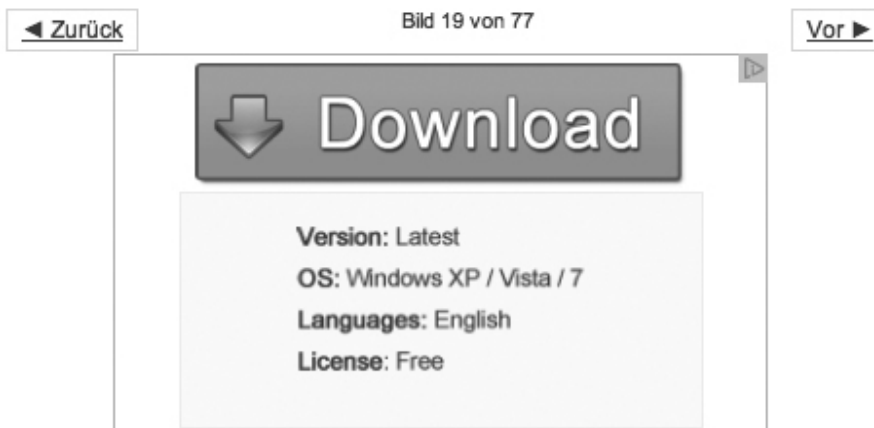 ◄ Zurück
Bild 19 von 77
Vor ►
Download
Version: Latest
OS: Windows XP / Vista / 7
Languages: English
License: Free